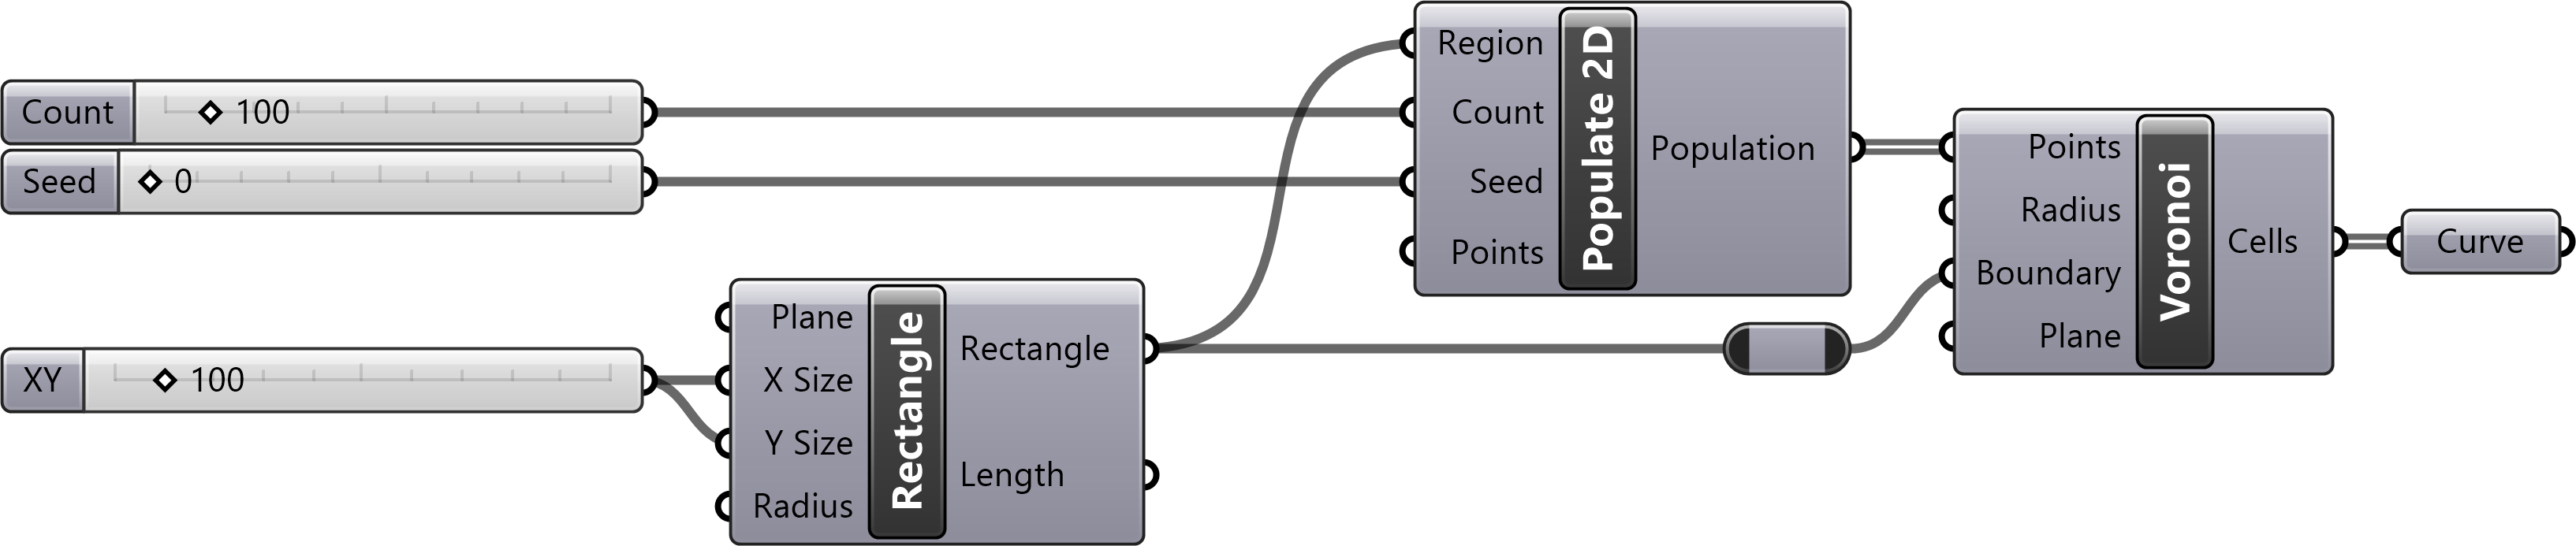 Count 100
Seed 0
XY 100
Plane
X Size
Y Size
Radius
Rectangle
Rectangle
Length
Region
Count
Seed
Points
Populate 2D
Population
Points
Radius
Boundary
Plane
Voronoi
Cells
Curve